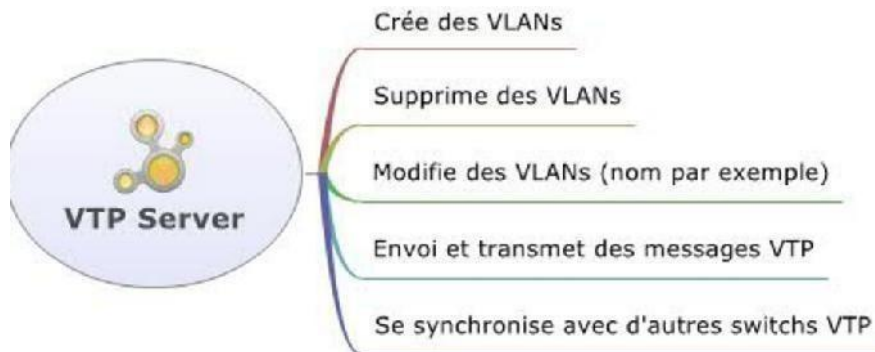 Crée des VLANs
Supprime des VLANs
Modifie des VLANs (nom par exemple)
VTP Server
Envoi et transmet des messages VTP
Se synchronise avec d'autres switchs VTP